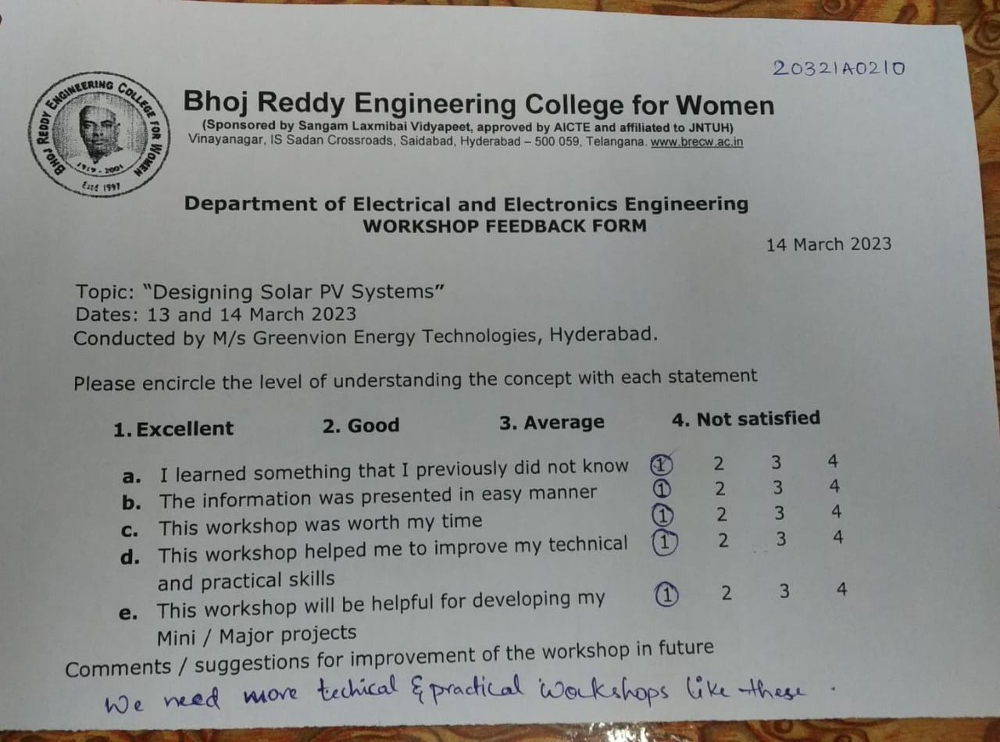 20321A0210
BHOJ REDDY ENGINEERING COLLEGE FOR WOMEN
1919 - 2001
Estd 1997
Bhoj Reddy Engineering College for Women
(Sponsored by Sangam Laxmibai Vidyapeet, approved by AICTE and affiliated to JNTUH)
Vinayanagar, IS Sadan Crossroads, Saidabad, Hyderabad – 500 059, Telangana. www.brecw.ac.in
Department of Electrical and Electronics Engineering
WORKSHOP FEEDBACK FORM
14 March 2023
Topic: “Designing Solar PV Systems”
Dates: 13 and 14 March 2023
Conducted by M/s Greenvion Energy Technologies, Hyderabad.
Please encircle the level of understanding the concept with each statement
1. Excellent 2. Good 3. Average 4. Not satisfied
a. I learned something that I previously did not know 1 2 3 4
b. The information was presented in easy manner 1 2 3 4
c. This workshop was worth my time 1 2 3 4
d. This workshop helped me to improve my technical 1 2 3 4
and practical skills
e. This workshop will be helpful for developing my 1 2 3 4
Mini / Major projects
Comments / suggestions for improvement of the workshop in future
We need more techical & practical workshops like these .